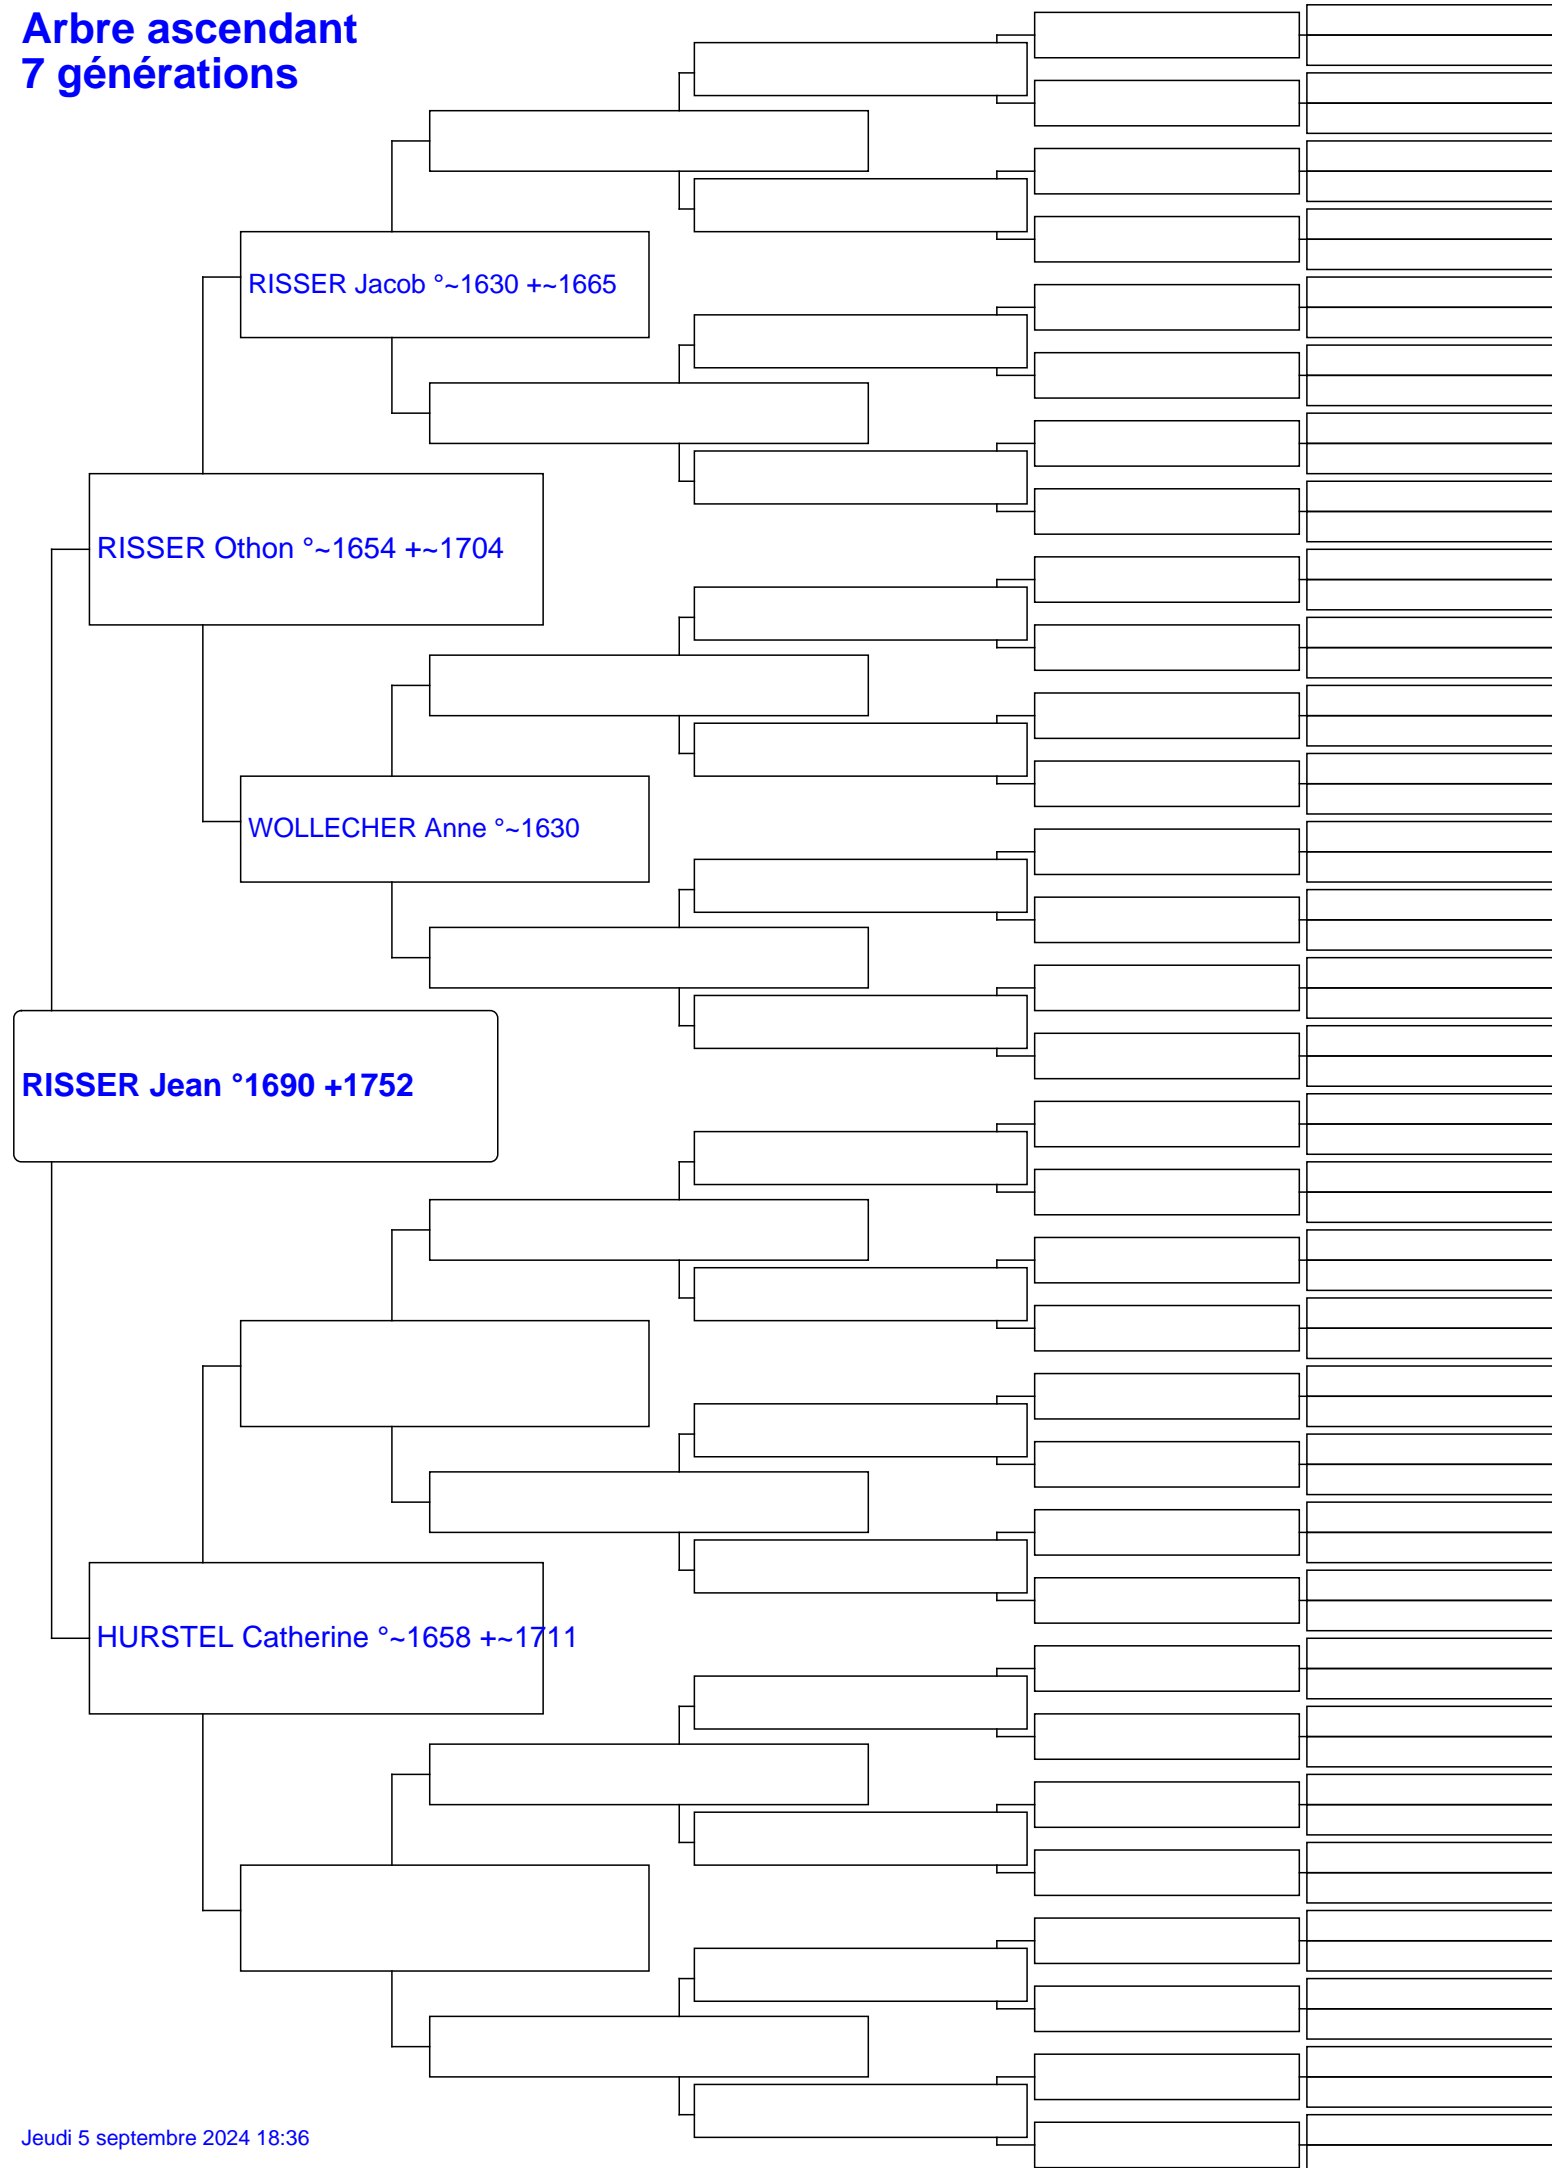 Arbre ascendant
7 générations
RISSER Jacob °~1630 +~1665
RISSER Othon °~1654 +~1704
WOLLECHER Anne °~1630
RISSER Jean °1690 +1752
HURSTEL Catherine °~1658 +~1711
Jeudi 5 septembre 2024 18:36